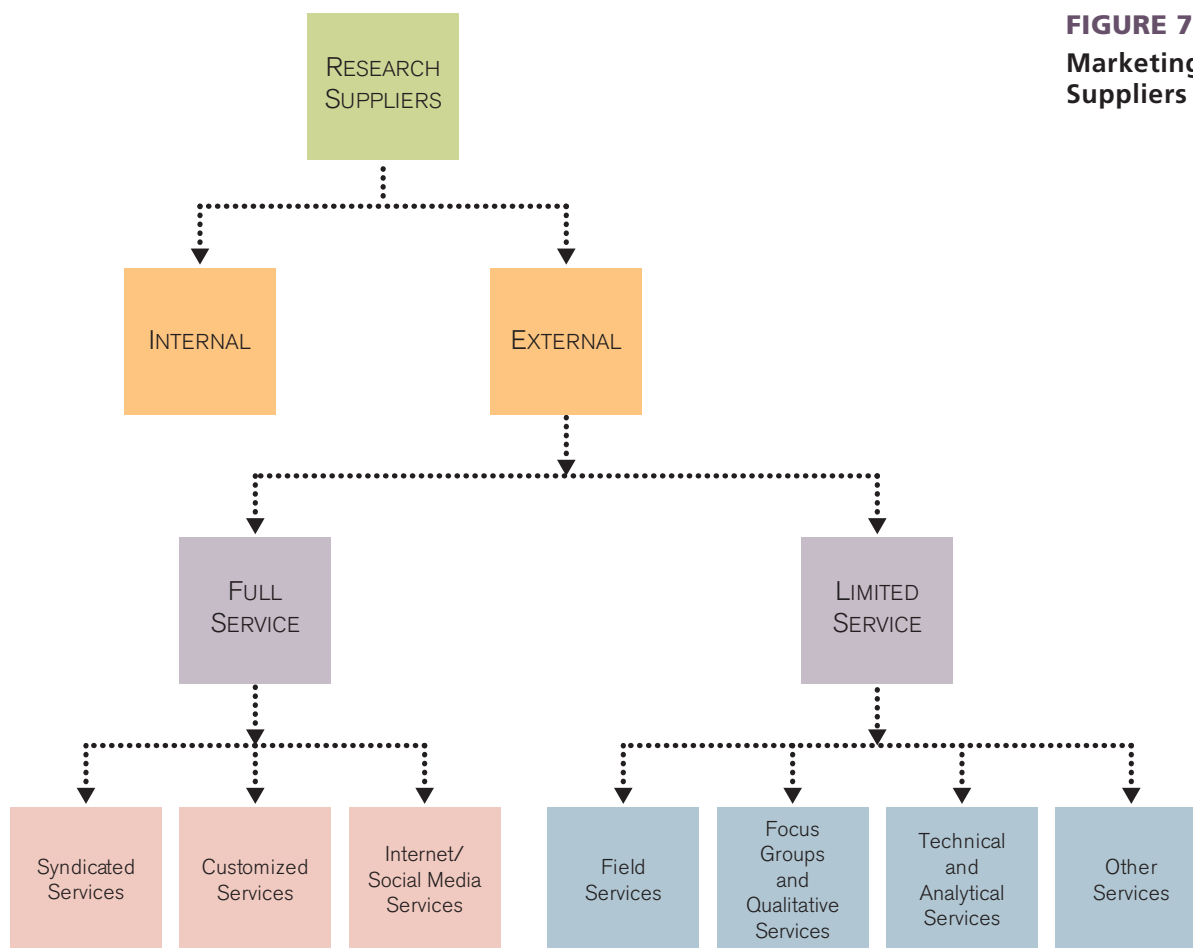 FIGURE 7
Marketing
Suppliers
RESEARCH
SUPPLIERS
INTERNAL
EXTERNAL
FULL
SERVICE
LIMITED
SERVICE
Syndicated
Services
Customized
Services
Internet/
Social Media
Services
Field
Services
Focus
Groups
and
Qualitative
Services
Technical
and
Analytical
Services
Other
Services